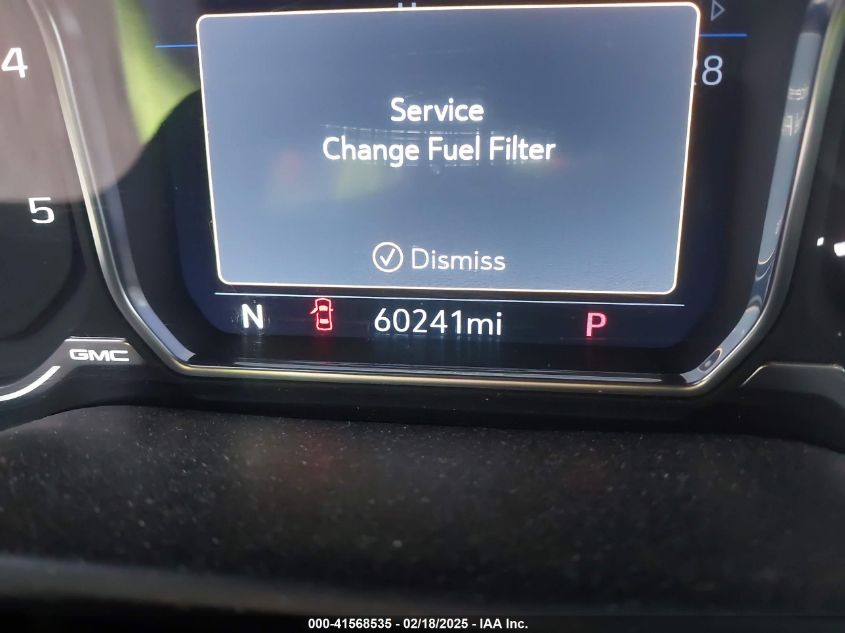 4
28
Service
Change Fuel Filter
5
Dismiss
N 60241mi P
GMC
000-41568535 - 02/18/2025 - IAA Inc.